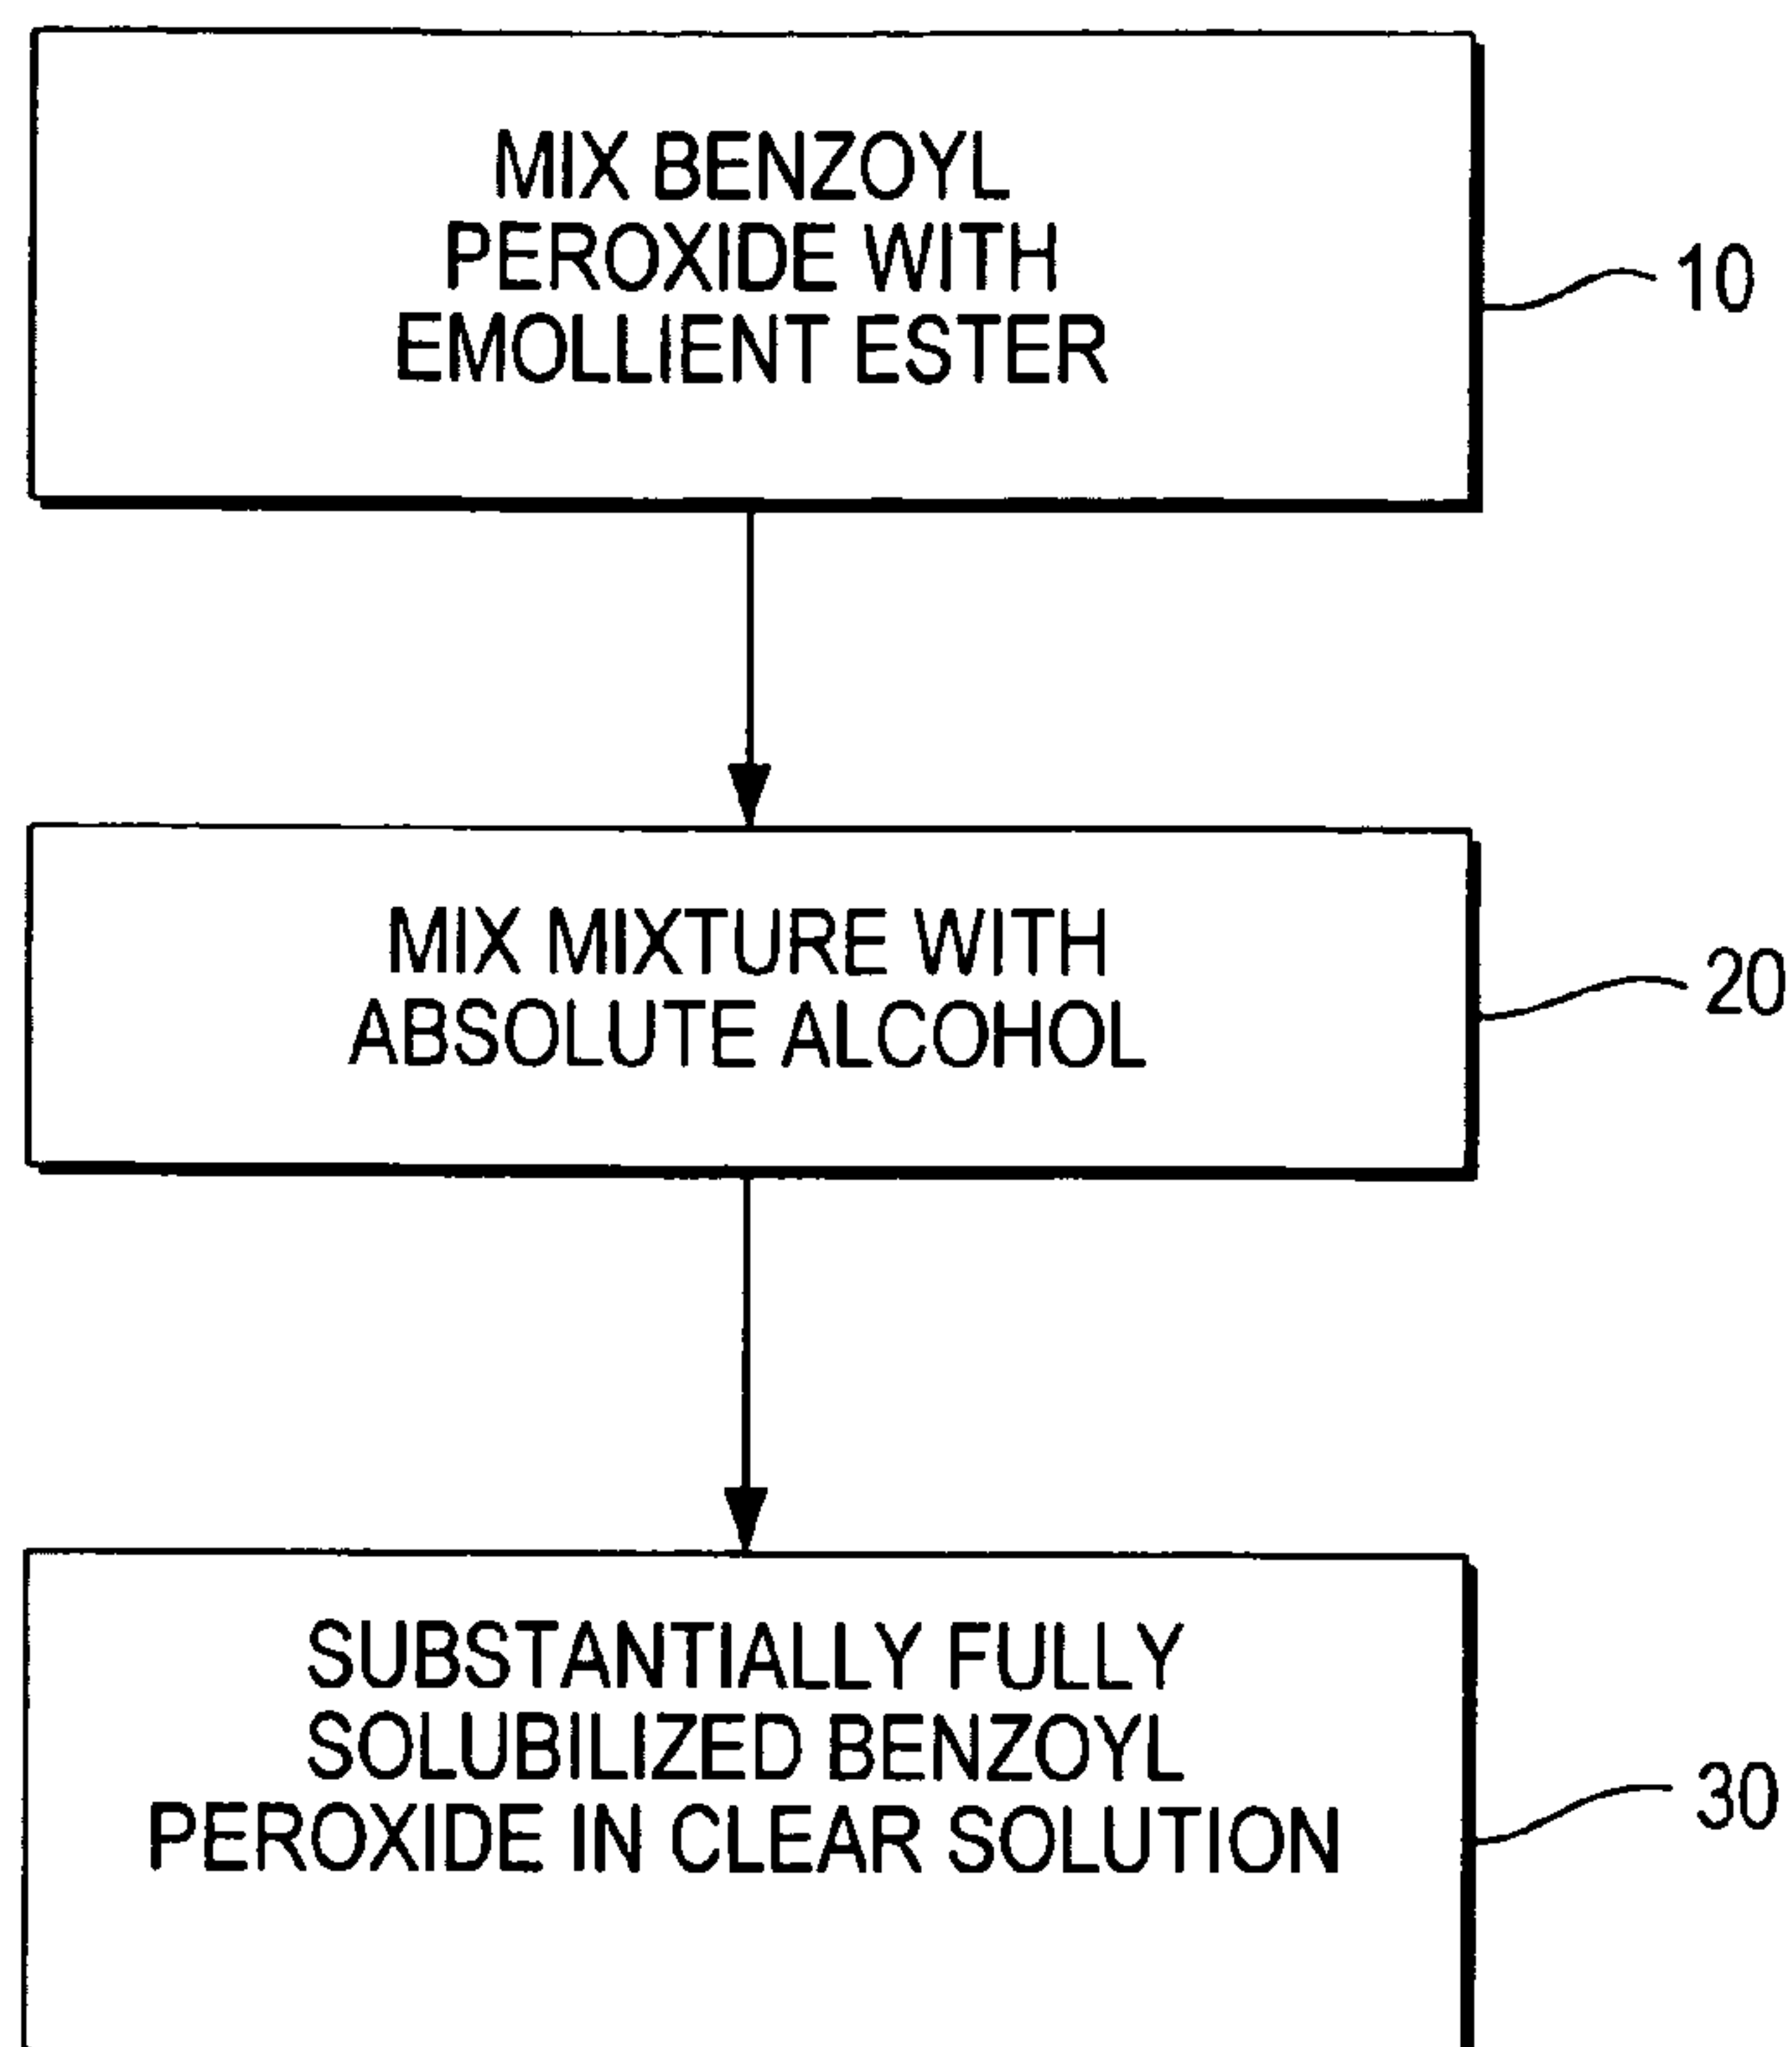 MIX BENZOYL
PEROXIDE WITH
EMOLLIENT ESTER
10
MIX MIXTURE WITH
ABSOLUTE ALCOHOL
20
SUBSTANTIALLY FULLY
SOLUBILIZED BENZOYL
PEROXIDE IN CLEAR SOLUTION
30